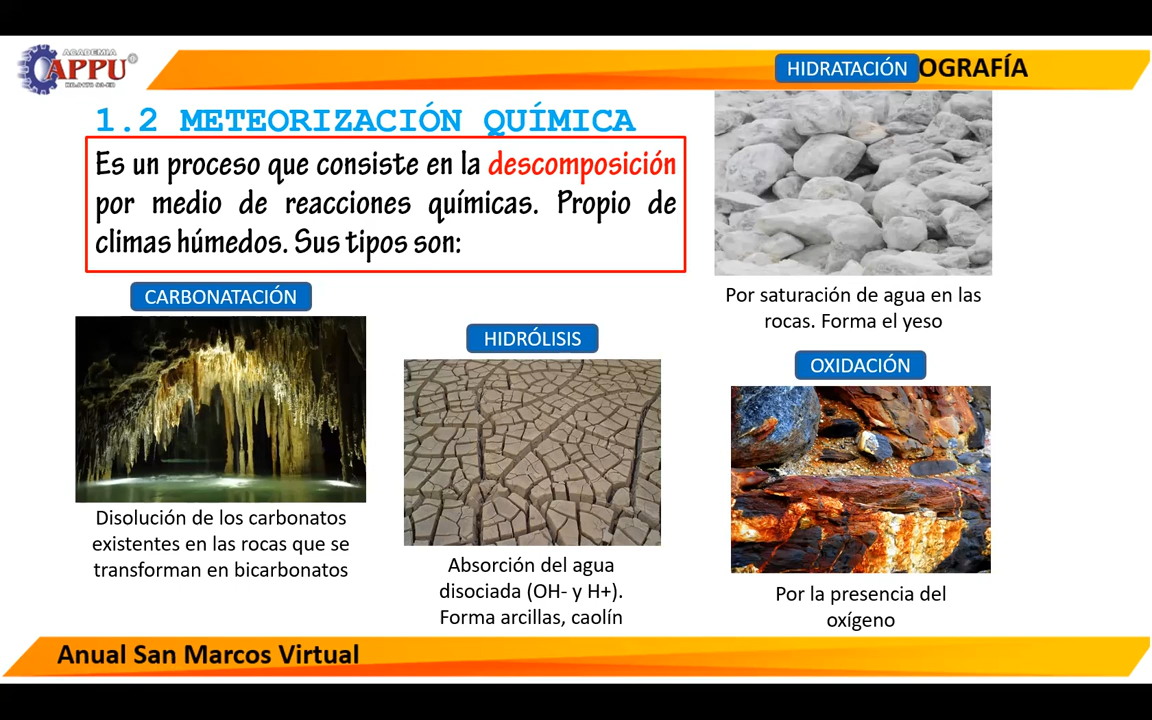 ACADEMIA
APPU
HIDRATACIÓN
OGRAFÍA
1.2 METEORIZACIÓN QUÍMICA
Es un proceso que consiste en la descomposición
por medio de reacciones químicas. Propio de
climas húmedos. Sus tipos son:
Por saturación de agua en las
rocas. Forma el yeso
CARBONATACIÓN
Disolución de los carbonatos
existentes en las rocas que se
transforman en bicarbonatos
HIDRÓLISIS
Absorción del agua
disociada (OH- y H+).
Forma arcillas, caolín
OXIDACIÓN
Por la presencia del
oxígeno
Anual San Marcos Virtual